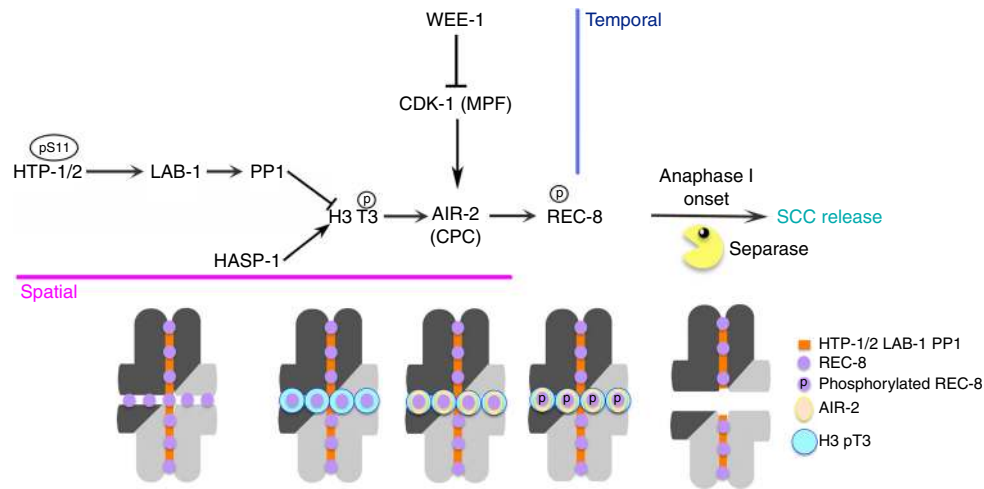 WEE-1
Temporal
CDK-1 (MPF)
pS11
HTP-1/2
LAB-1
PP1
p
H3 T3
AIR-2
(CPC)
p
REC-8
Anaphase I
onset
SCC release
Separase
HASP-1
Spatial
HTP-1/2 LAB-1 PP1
REC-8
p
Phosphorylated REC-8
AIR-2
H3 pT3
p p p p